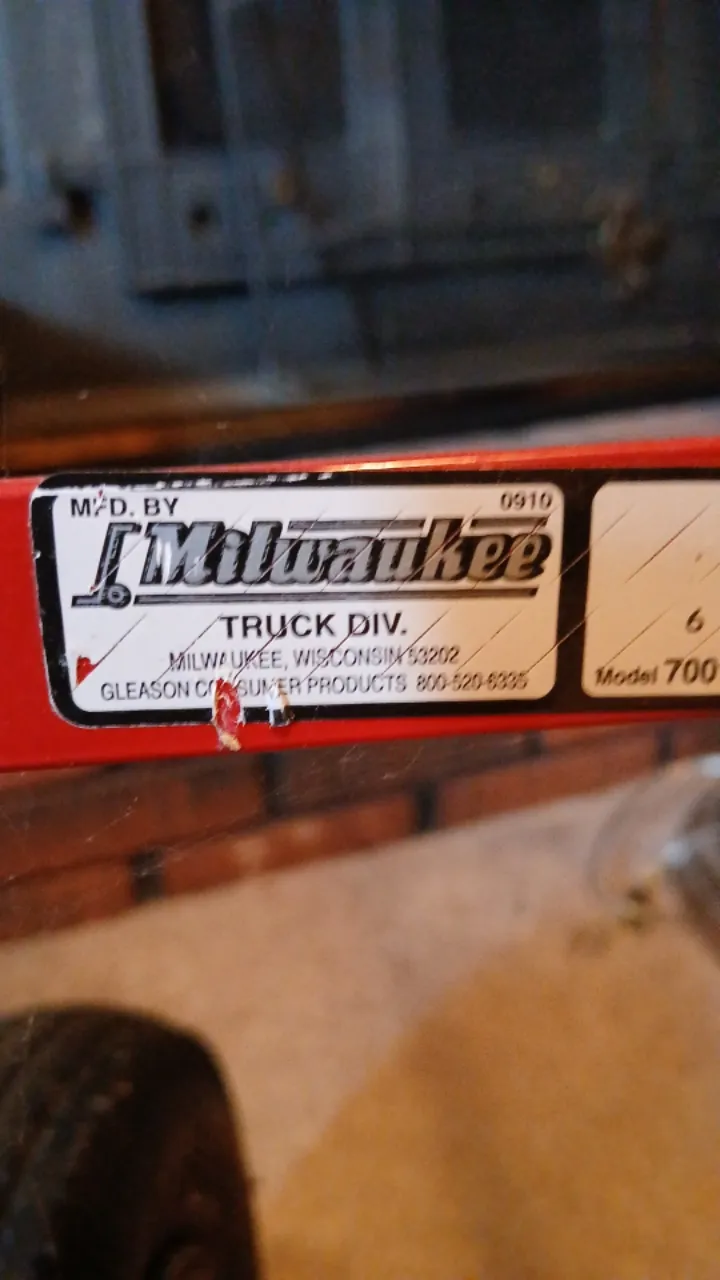 MFD. BY
0910
Milwaukee
TRUCK DIV.
MILWAUKEE, WISCONSIN 53202
GLEASON CONSUMER PRODUCTS 800-520-6335
6
Model 700